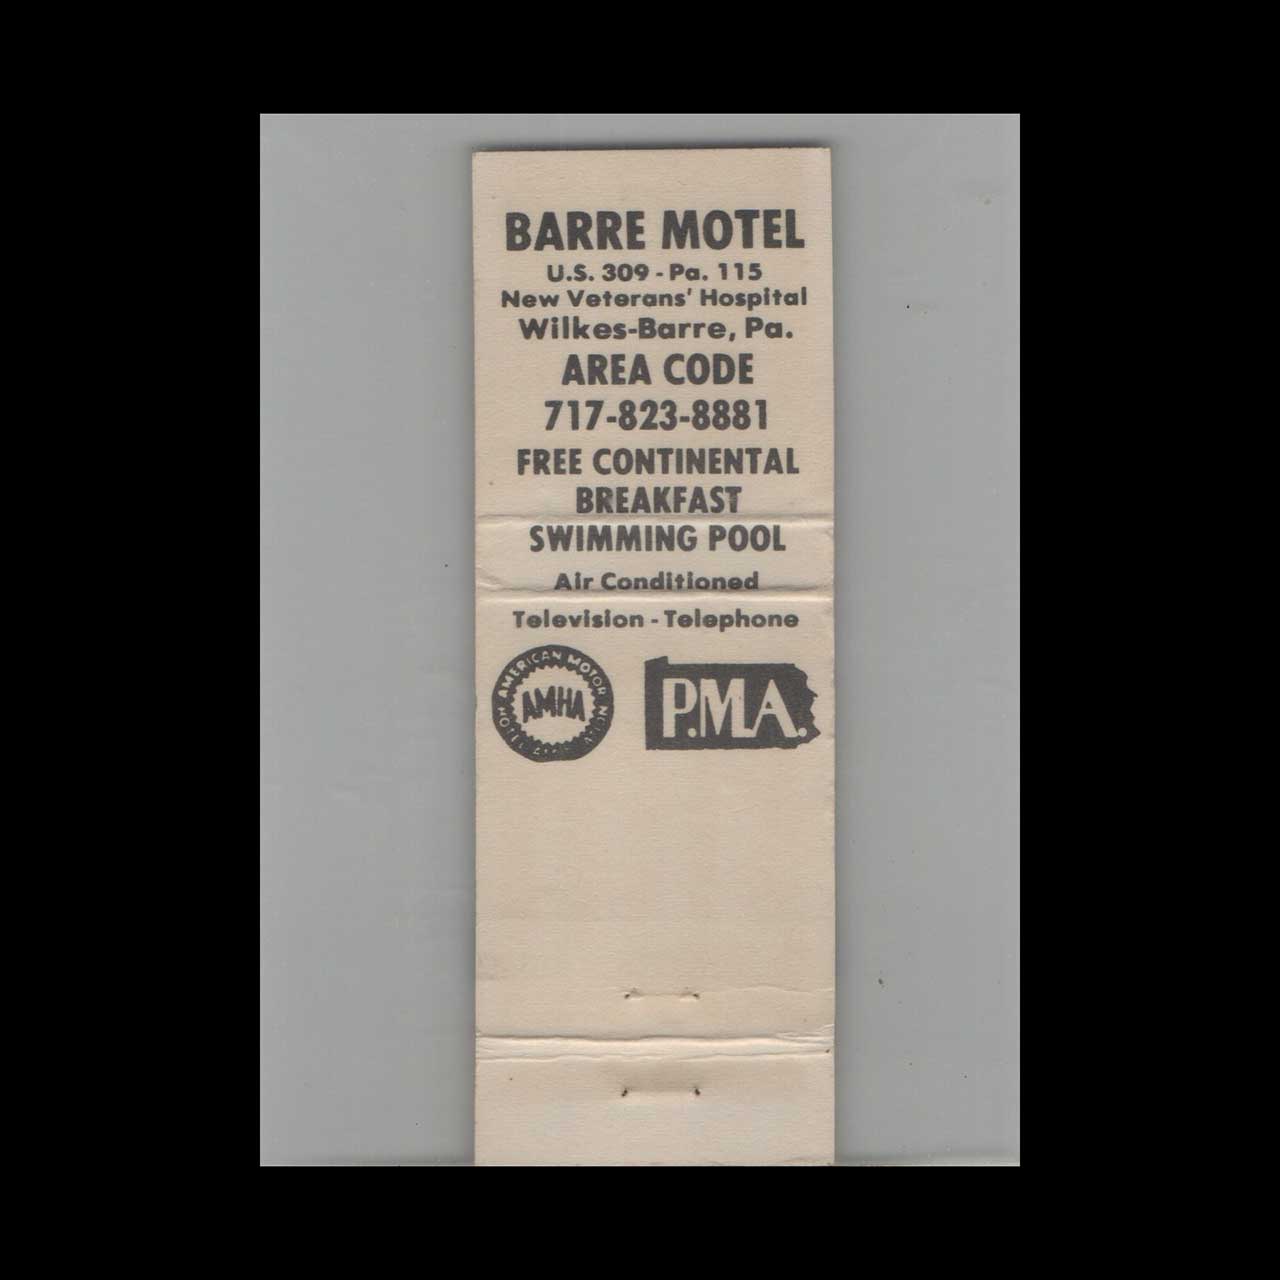 BARRE MOTEL
U.S. 309 - Pa. 115
New Veterans' Hospital
Wilkes-Barre, Pa.
AREA CODE
717-823-8881
FREE CONTINENTAL
BREAKFAST
SWIMMING POOL
Air Conditioned
Television - Telephone
AMERICAN MOTOR
HOTEL
AMHA
P.M.A.